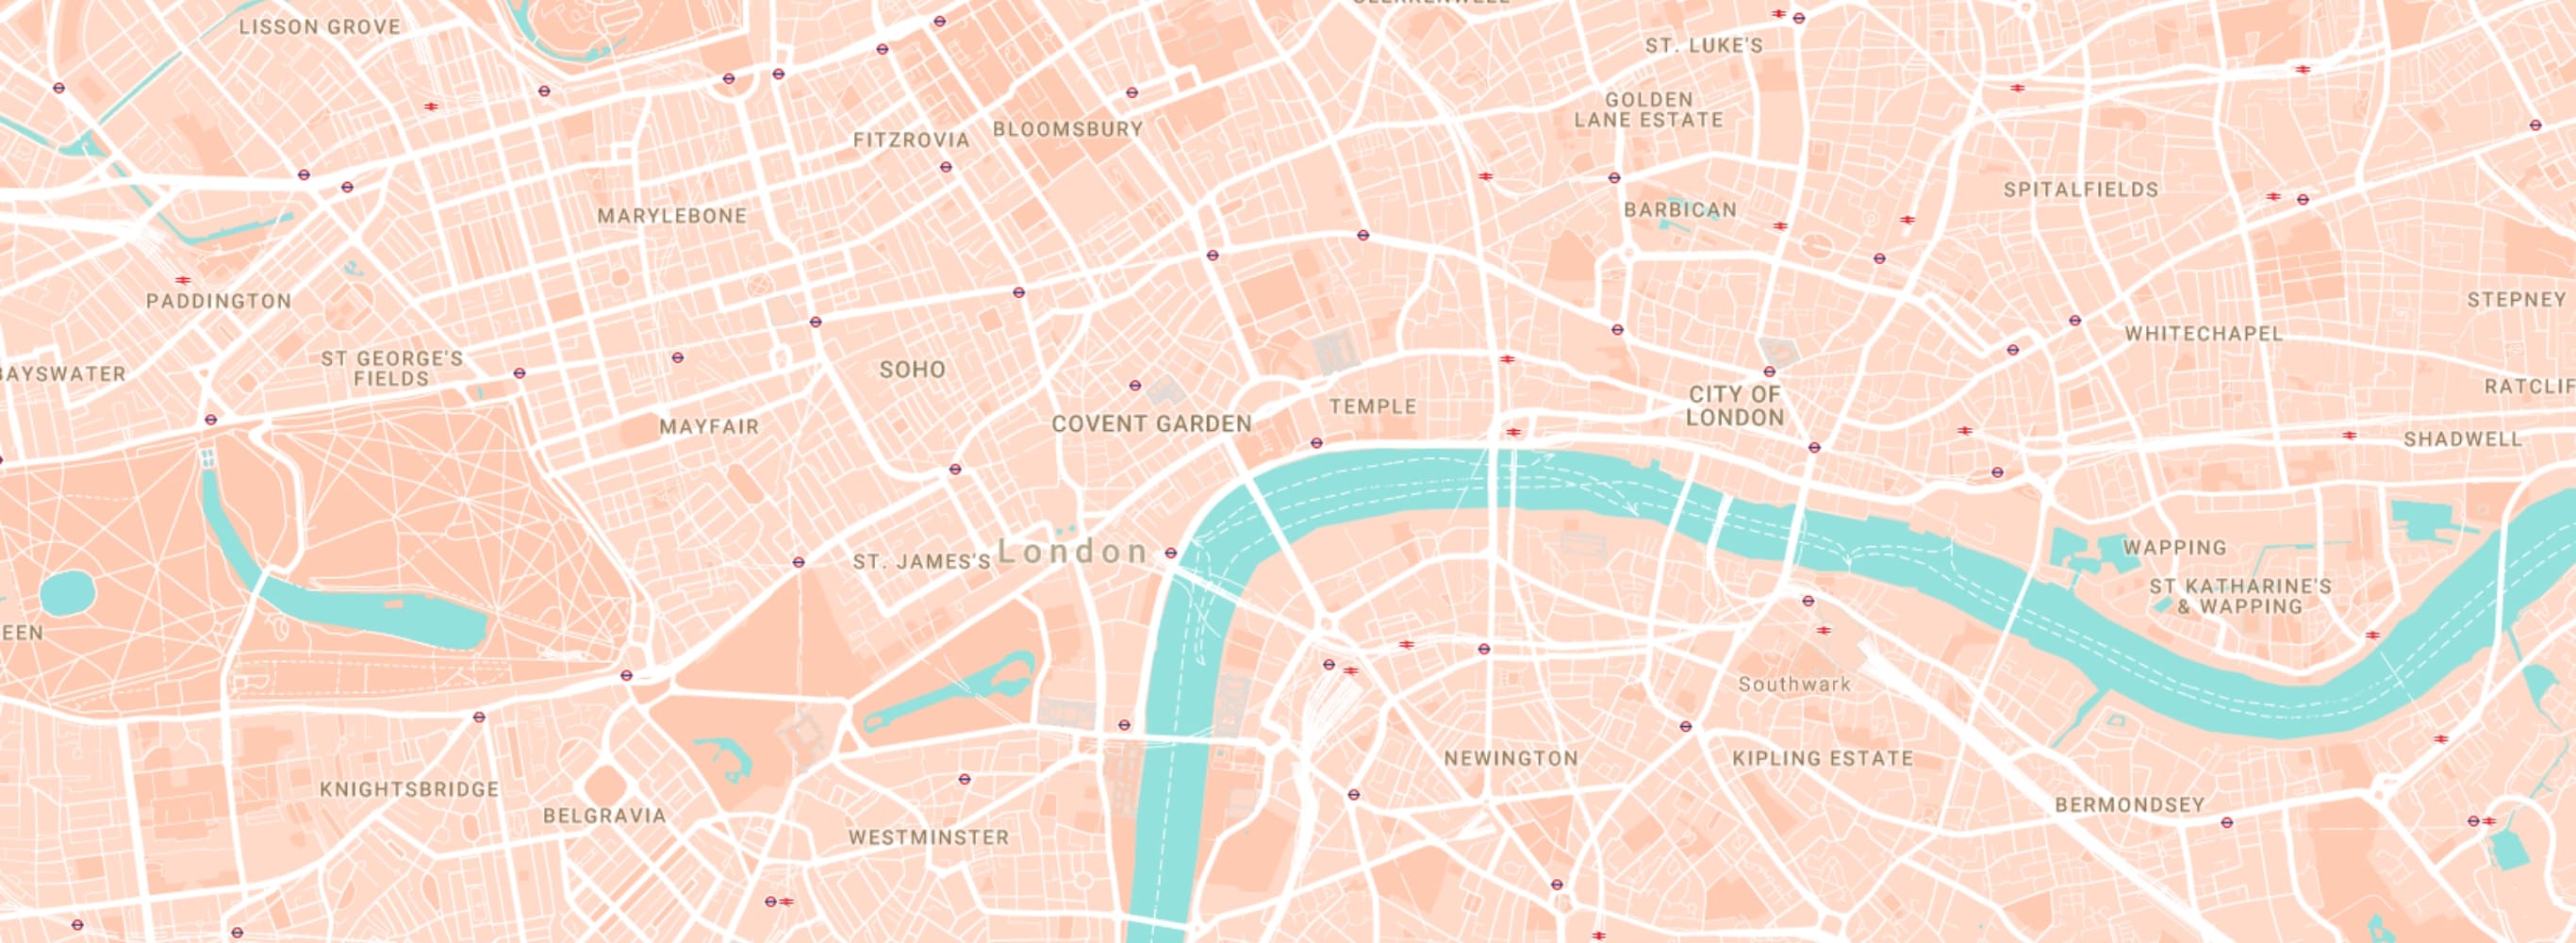 LISSON GROVE
ST. LUKE'S
GOLDEN
LANE ESTATE
FITZROVIA
BLOOMSBURY
SPITALFIELDS
MARYLEBONE
BARBICAN
PADDINGTON
STEPNEY
WHITECHAPEL
ST GEORGE'S
FIELDS
SOHO
BAYSWATER
RATCLIF
CITY OF
LONDON
TEMPLE
COVENT GARDEN
MAYFAIR
SHADWELL
WAPPING
London
ST. JAMES'S
ST KATHARINE'S
& WAPPING
EEN
Southwark
NEWINGTON
KIPLING ESTATE
KNIGHTSBRIDGE
BERMONDSEY
BELGRAVIA
WESTMINSTER